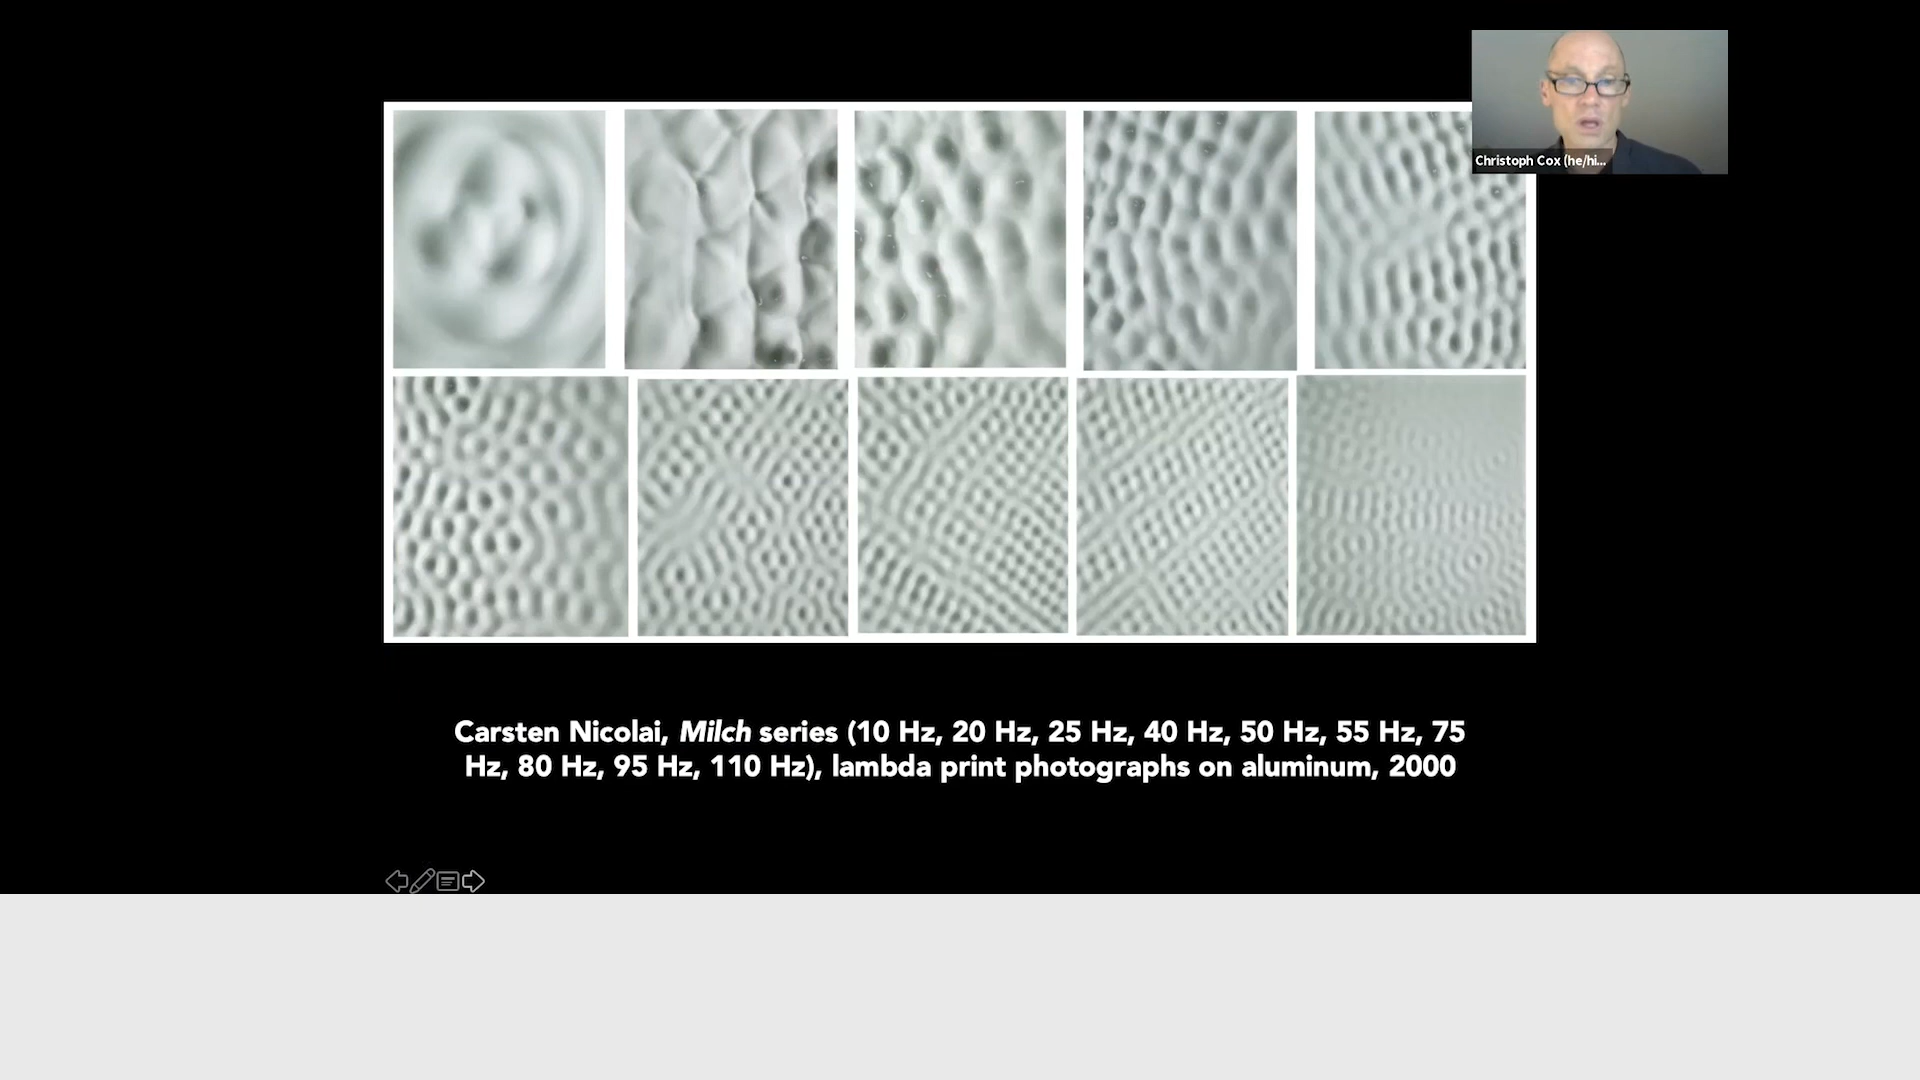 Christoph Cox (he/hi...
Carsten Nicolai, Milch series (10 Hz, 20 Hz, 25 Hz, 40 Hz, 50 Hz, 55 Hz, 75
Hz, 80 Hz, 95 Hz, 110 Hz), lambda print photographs on aluminum, 2000